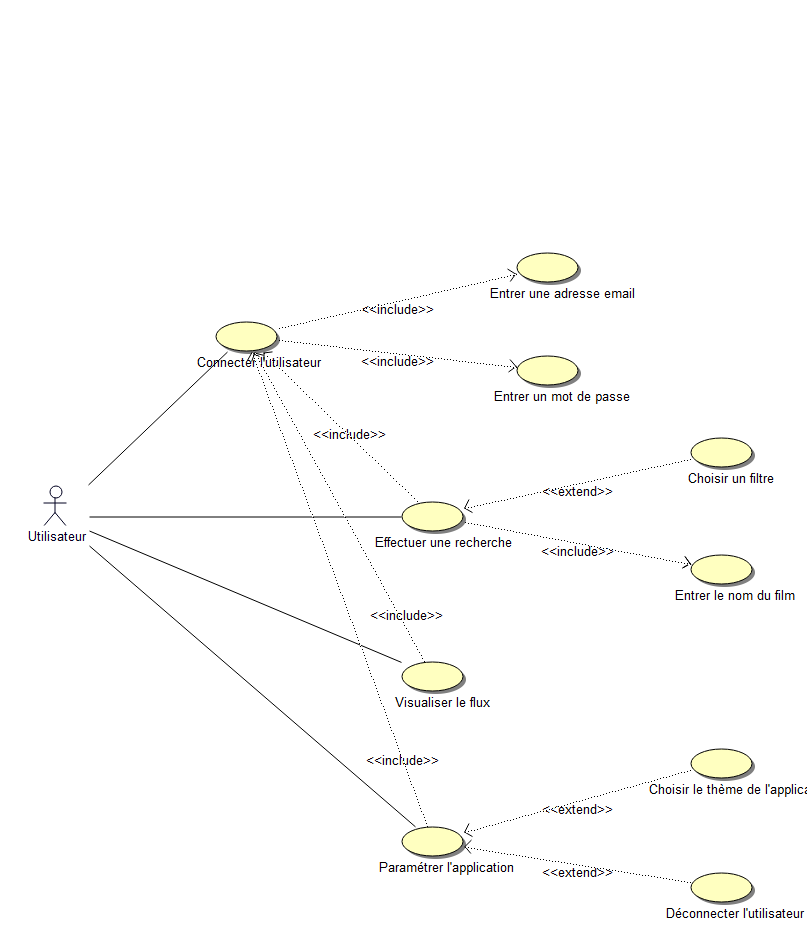 Entrer une adresse email
<<include>>
Connecter l'utilisateur
<<include>>
Entrer un mot de passe
<<include>>
Choisir un filtre
<<extend>>
Utilisateur
Effectuer une recherche
<<include>>
Entrer le nom du film
<<include>>
Visualiser le flux
<<include>>
Choisir le thème de l'applica
<<extend>>
Paramétrer l'application
<<extend>>
Déconnecter l'utilisateur